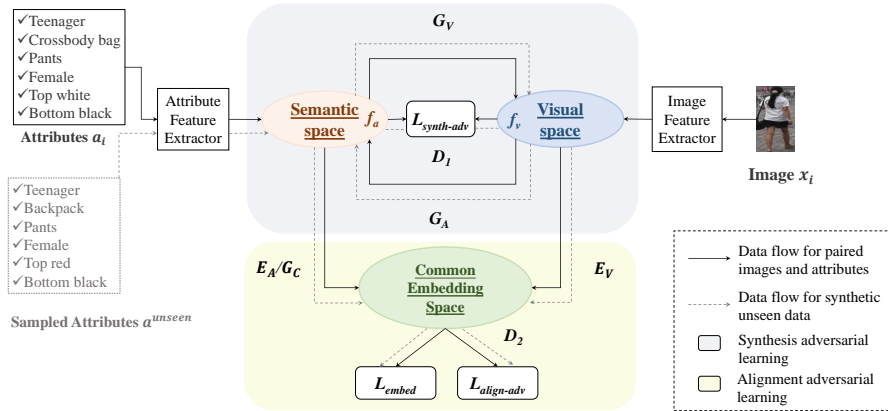 ✓Teenager
✓Crossbody bag
✓Pants
✓Female
✓Top white
✓Bottom black
Attributes a_i
Attribute
Feature
Extractor
✓Teenager
✓Backpack
✓Pants
✓Female
✓Top red
✓Bottom black
Sampled Attributes a^unseen
G_V
Semantic
space
f_a
L_synth-adv
D_1
f_v
Visual
space
G_A
Image
Feature
Extractor
Image x_i
E_A/G_C
Common
Embedding
Space
E_V
D_2
L_embed
L_align-adv
Data flow for paired
images and attributes
Data flow for synthetic
unseen data
Synthesis adversarial
learning
Alignment adversarial
learning